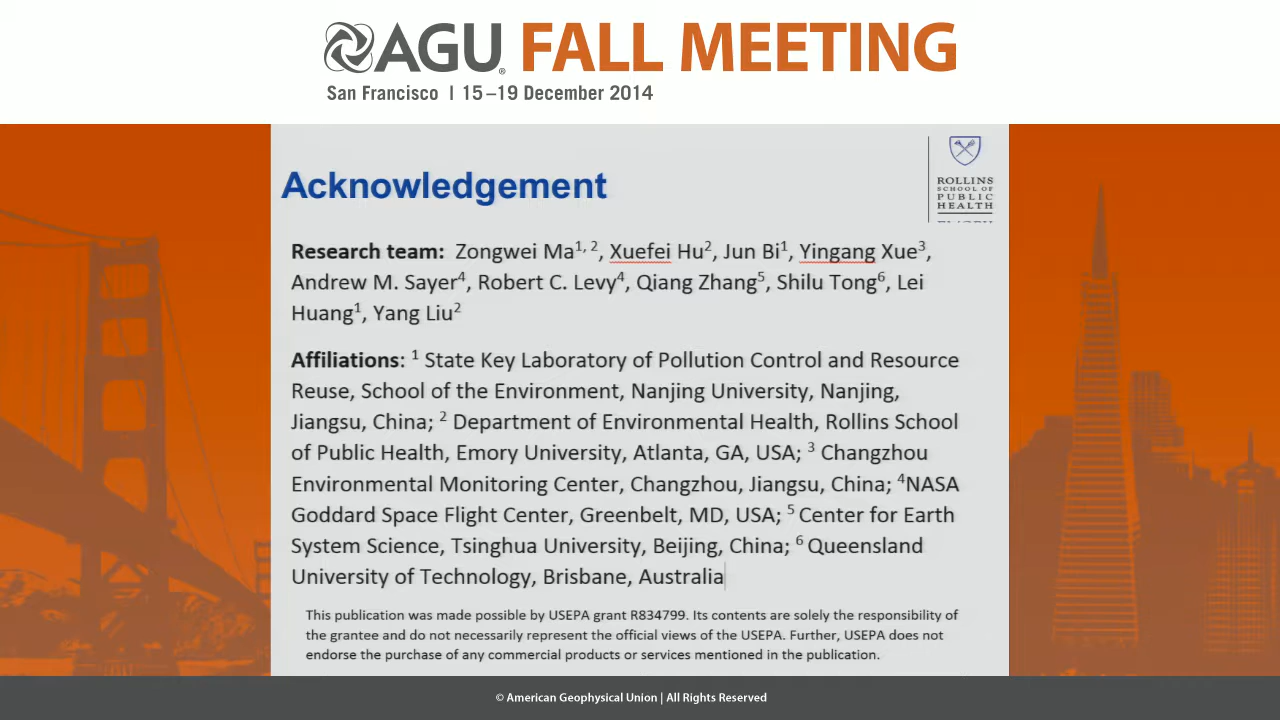 AGU® FALL MEETING
San Francisco | 15–19 December 2014
ROLLINS
SCHOOL OF
PUBLIC
HEALTH
Acknowledgement
Research team: Zongwei Ma1, 2, Xuefei Hu2, Jun Bi1, Yingang Xue3,
Andrew M. Sayer4, Robert C. Levy4, Qiang Zhang5, Shilu Tong6, Lei
Huang1, Yang Liu2
Affiliations: 1 State Key Laboratory of Pollution Control and Resource
Reuse, School of the Environment, Nanjing University, Nanjing,
Jiangsu, China; 2 Department of Environmental Health, Rollins School
of Public Health, Emory University, Atlanta, GA, USA; 3 Changzhou
Environmental Monitoring Center, Changzhou, Jiangsu, China; 4NASA
Goddard Space Flight Center, Greenbelt, MD, USA; 5 Center for Earth
System Science, Tsinghua University, Beijing, China; 6 Queensland
University of Technology, Brisbane, Australia
This publication was made possible by USEPA grant R834799. Its contents are solely the responsibility of
the grantee and do not necessarily represent the official views of the USEPA. Further, USEPA does not
endorse the purchase of any commercial products or services mentioned in the publication.
© American Geophysical Union | All Rights Reserved